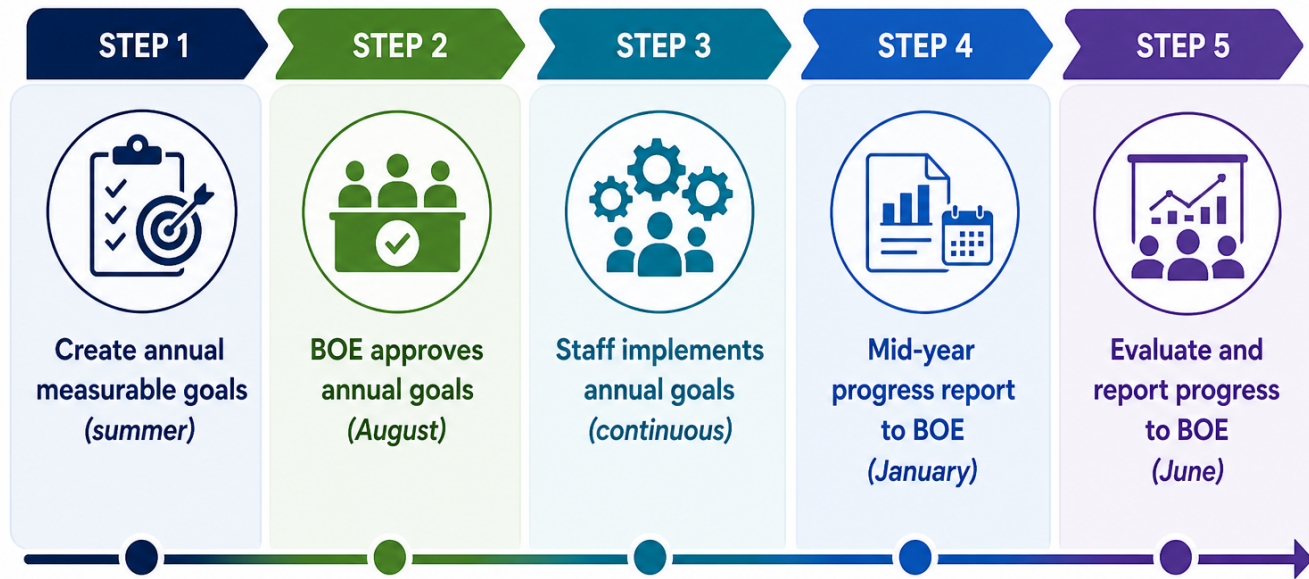 STEP 1
STEP 2
STEP 3
STEP 4
STEP 5
Create annual
measurable goals
(summer)
BOE approves
annual goals
(August)
Staff implements
annual goals
(continuous)
Mid-year
progress report
to BOE
(January)
Evaluate and
report progress
to BOE
(June)